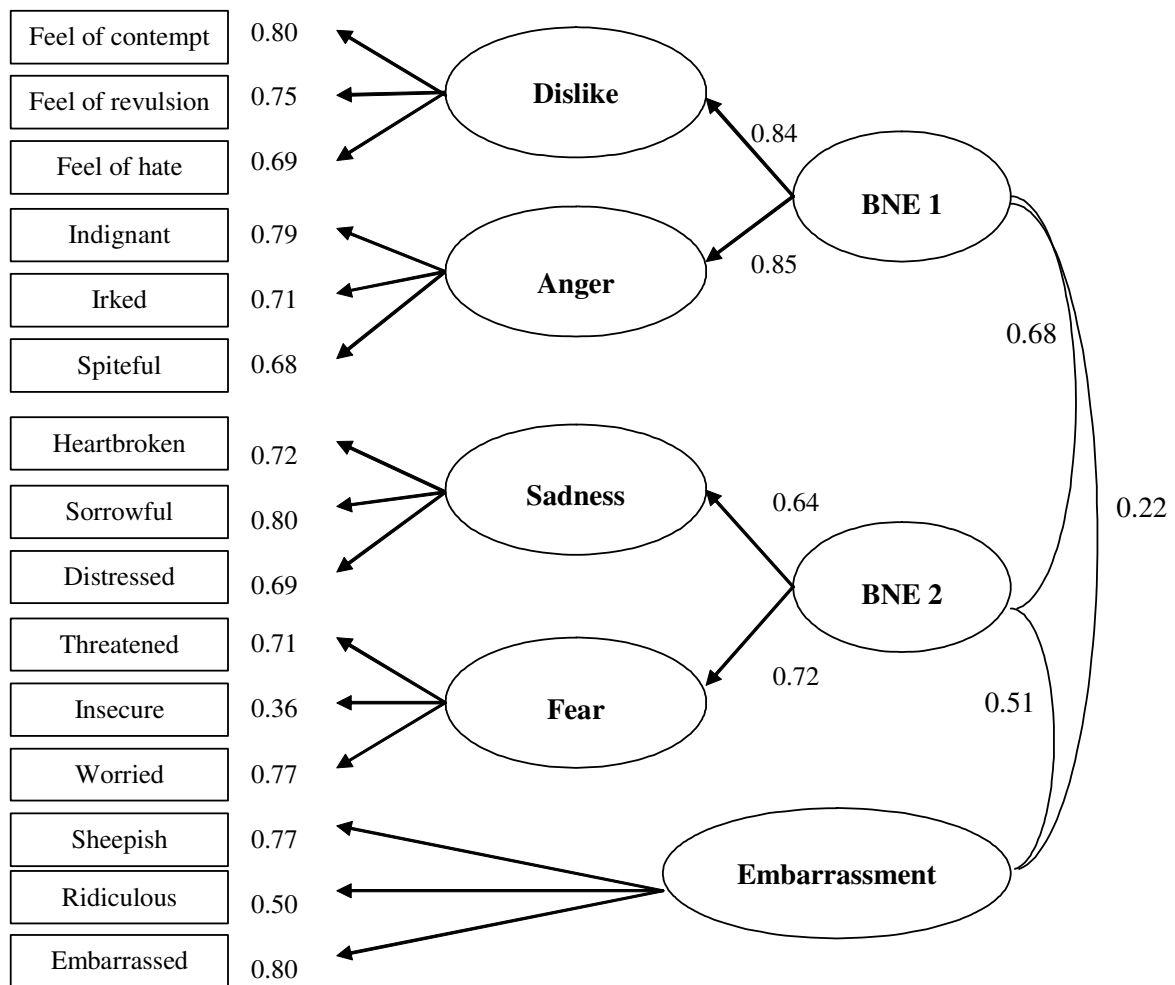 Feel of contempt 0.80
Feel of revulsion 0.75
Feel of hate 0.69
Indignant 0.79
Irked 0.71
Spiteful 0.68
Heartbroken 0.72
Sorrowful 0.80
Distressed 0.69
Threatened 0.71
Insecure 0.36
Worried 0.77
Sheepish 0.77
Ridiculous 0.50
Embarrassed 0.80
Dislike
Anger
Sadness
Fear
Embarrassment
0.84
0.85
0.64
0.72
BNE 1
BNE 2
0.68
0.22
0.51